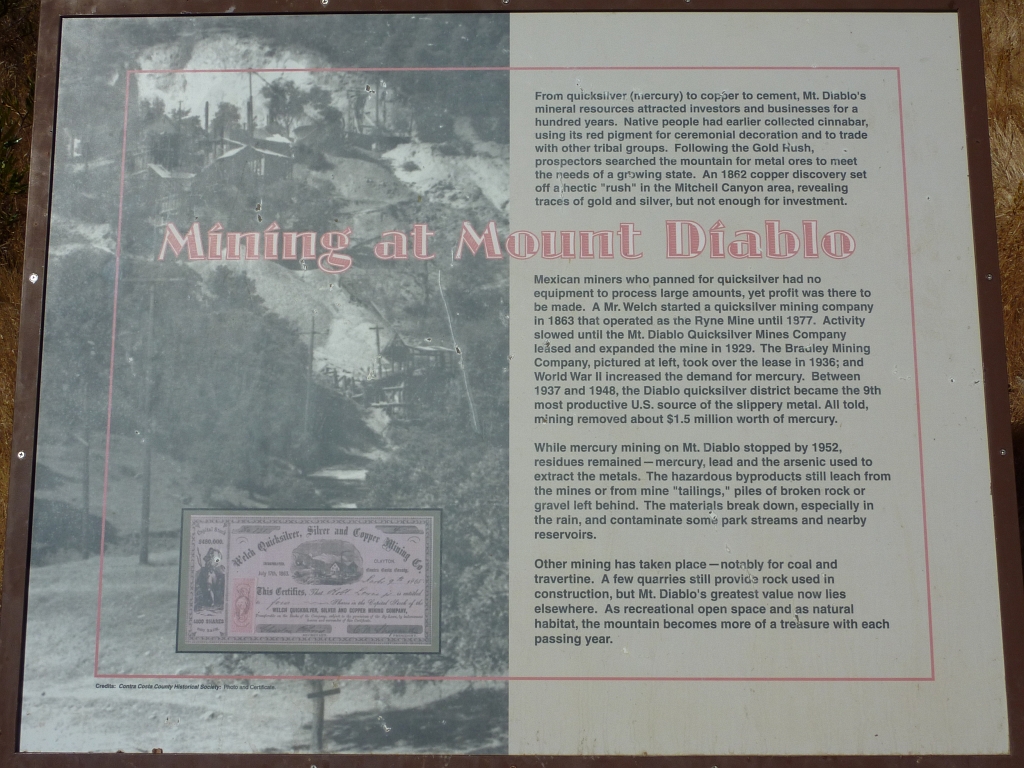 From quicksilver (mercury) to copper to cement, Mt. Diablo's
mineral resources attracted investors and businesses for a
hundred years. Native people had earlier collected cinnabar,
using its red pigment for ceremonial decoration and to trade
with other tribal groups. Following the Gold Rush,
prospectors searched the mountain for metal ores to meet
the needs of a growing state. An 1862 copper discovery set
off a hectic "rush" in the Mitchell Canyon area, revealing
traces of gold and silver, but not enough for investment.
Mining at Mount Diablo
Mexican miners who panned for quicksilver had no
equipment to process large amounts, yet profit was there to
be made. A Mr. Welch started a quicksilver mining company
in 1863 that operated as the Ryne Mine until 1877. Activity
slowed until the Mt. Diablo Quicksilver Mines Company
leased and expanded the mine in 1929. The Bradley Mining
Company, pictured at left, took over the lease in 1936; and
World War II increased the demand for mercury. Between
1937 and 1948, the Diablo quicksilver district became the 9th
most productive U.S. source of the slippery metal. All told,
mining removed about $1.5 million worth of mercury.
While mercury mining on Mt. Diablo stopped by 1952,
residues remained — mercury, lead and the arsenic used to
extract the metals. The hazardous byproducts still leach from
the mines or from mine "tailings," piles of broken rock or
gravel left behind. The materials break down, especially in
the rain, and contaminate some park streams and nearby
reservoirs.
Other mining has taken place — notably for coal and
travertine. A few quarries still provide rock used in
construction, but Mt. Diablo's greatest value now lies
elsewhere. As recreational open space and as natural
habitat, the mountain becomes more of a treasure with each
passing year.
Welch Quicksilver, Silver and Copper Mining Co.
This Certifies, That
WELCH QUICKSILVER, SILVER AND COPPER MINING COMPANY,
Credits: Contra Costa County Historical Society: Photo and Certificate.